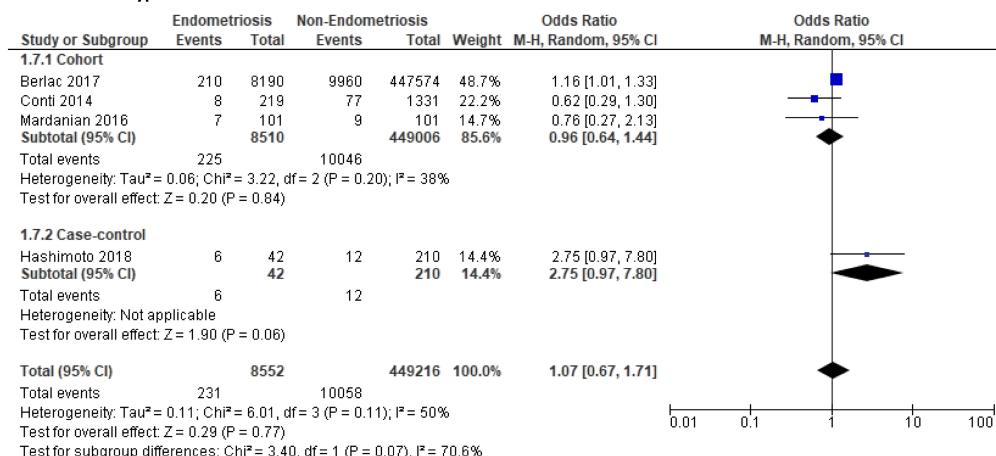 Endometriosis Non-Endometriosis Odds Ratio Odds Ratio
Study or Subgroup Events Total Events Total Weight M-H, Random, 95% CI M-H, Random, 95% CI
1.7.1 Cohort
Berlac 2017 210 8190 9960 447574 48.7% 1.16 [1.01, 1.33]
Conti 2014 8 219 77 1331 22.2% 0.62 [0.29, 1.30]
Mardanian 2016 7 101 9 101 14.7% 0.76 [0.27, 2.13]
Subtotal (95% CI) 8510 449006 85.6% 0.96 [0.64, 1.44]
Total events 225 10046
Heterogeneity: Tau² = 0.06; Chi² = 3.22, df = 2 (P = 0.20); I² = 38%
Test for overall effect: Z = 0.20 (P = 0.84)
1.7.2 Case-control
Hashimoto 2018 6 42 12 210 14.4% 2.75 [0.97, 7.80]
Subtotal (95% CI) 42 210 14.4% 2.75 [0.97, 7.80]
Total events 6 12
Heterogeneity: Not applicable
Test for overall effect: Z = 1.90 (P = 0.06)
Total (95% CI) 8552 449216 100.0% 1.07 [0.67, 1.71]
Total events 231 10058
Heterogeneity: Tau² = 0.11; Chi² = 6.01, df = 3 (P = 0.11); I² = 50%
Test for overall effect: Z = 0.29 (P = 0.77)
Test for subgroup differences: Chi² = 3.40, df = 1 (P = 0.07), I² = 70.6%
0.01 0.1 1 10 100